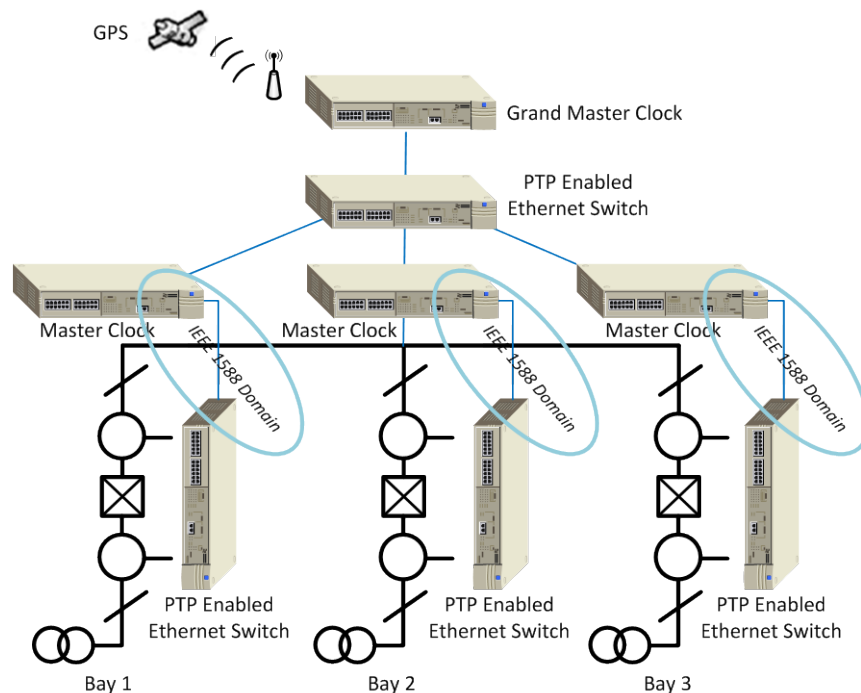 GPS
Grand Master Clock
PTP Enabled
Ethernet Switch
Master Clock
Master Clock
Master Clock
IEEE 1588 Domain
IEEE 1588 Domain
IEEE 1588 Domain
PTP Enabled
Ethernet Switch
PTP Enabled
Ethernet Switch
PTP Enabled
Ethernet Switch
Bay 1
Bay 2
Bay 3